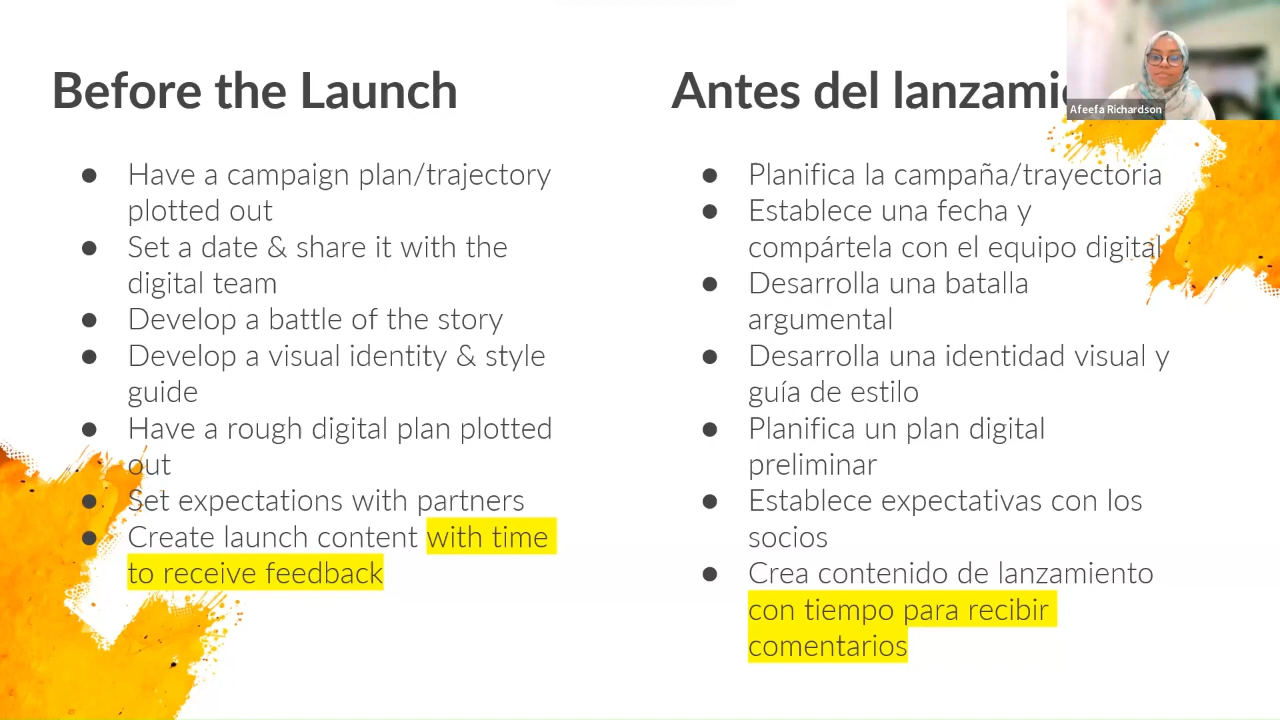 Before the Launch
● Have a campaign plan/trajectory
plotted out
● Set a date & share it with the
digital team
● Develop a battle of the story
● Develop a visual identity & style
guide
● Have a rough digital plan plotted
out
● Set expectations with partners
● Create launch content with time
to receive feedback
Antes del lanzami
● Planifica la campaña/trayectoria
● Establece una fecha y
compártela con el equipo digital
● Desarrolla una batalla
argumental
● Desarrolla una identidad visual y
guía de estilo
● Planifica un plan digital
preliminar
● Establece expectativas con los
socios
● Crea contenido de lanzamiento
con tiempo para recibir
comentarios
Afeefa Richardson